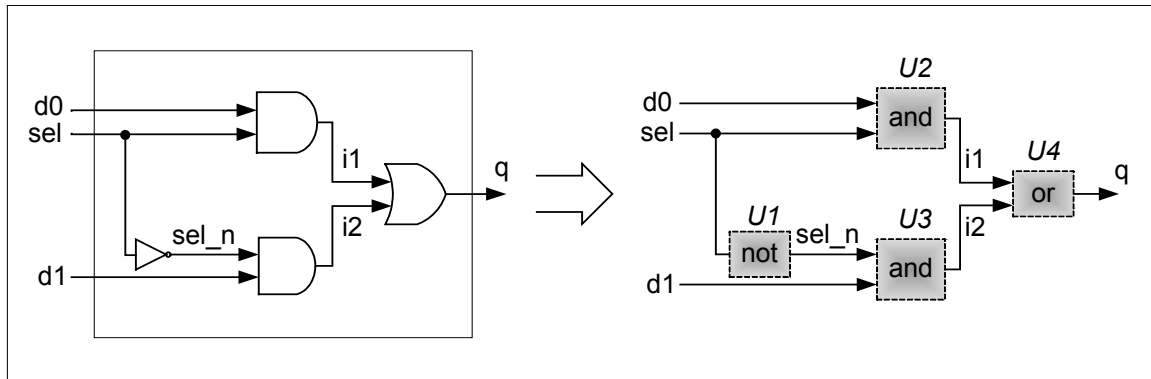 d0
sel
i1
q
i2
sel_n
d1
U2
d0
and
sel
i1
U4
or
q
U1
not
sel_n
U3
and
i2
d1